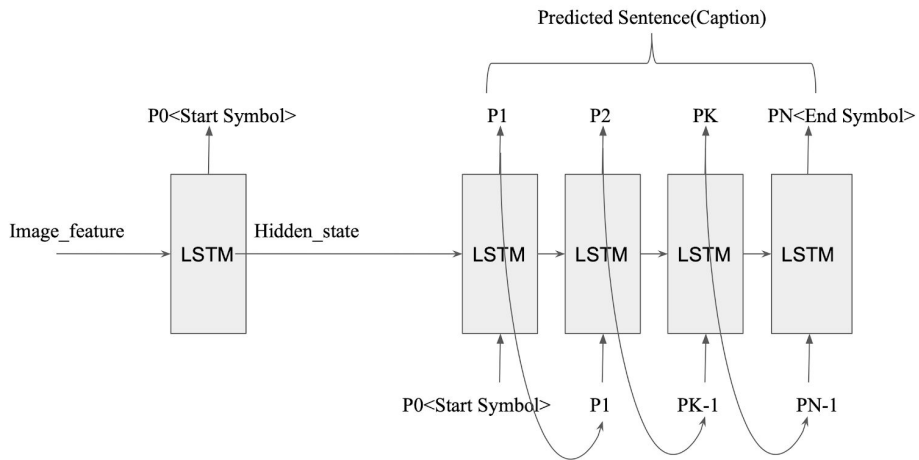 Predicted Sentence(Caption)
P0<Start Symbol>
P1
P2
PK
PN<End Symbol>
Image_feature
Hidden_state
LSTM
LSTM
LSTM
LSTM
LSTM
P0<Start Symbol>
P1
PK-1
PN-1